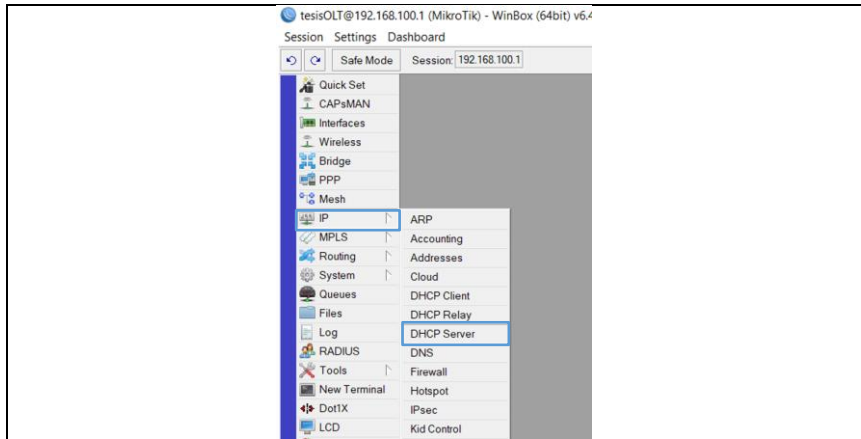 tesisOLT@192.168.100.1 (MikroTik) - WinBox (64bit) v6.4
Session Settings Dashboard
Safe Mode Session: 192.168.100.1
Quick Set
CAPsMAN
Interfaces
Wireless
Bridge
PPP
Mesh
IP
MPLS
Routing
System
Queues
Files
Log
RADIUS
Tools
New Terminal
Dot1X
LCD
ARP
Accounting
Addresses
Cloud
DHCP Client
DHCP Relay
DHCP Server
DNS
Firewall
Hotspot
IPsec
Kid Control